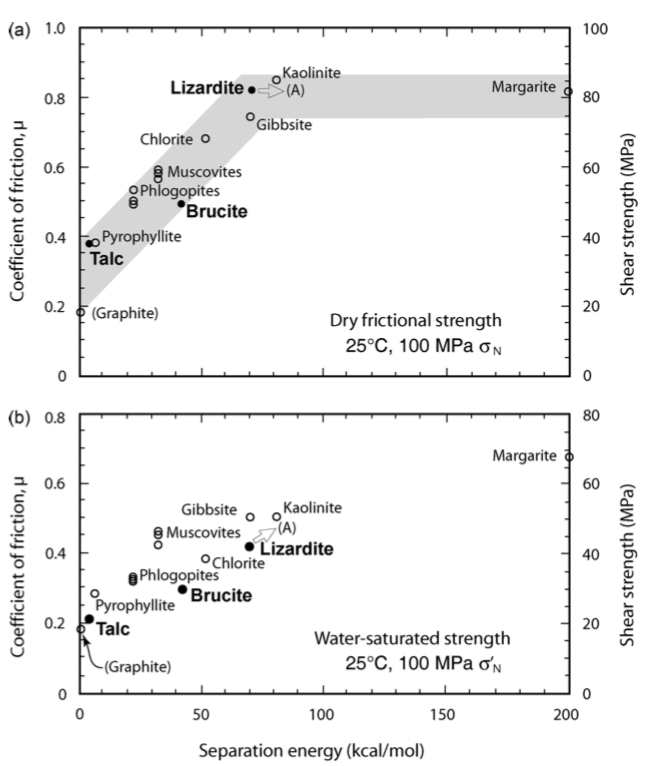 (a)
1.0
0.8
0.6
0.4
0.2
0
Coefficient of friction, μ
100
80
60
40
20
0
Shear strength (MPa)
Kaolinite
Lizardite
(A)
Margarite
Gibbsite
Chlorite
Muscovites
Phlogopites
Brucite
Pyrophyllite
Talc
(Graphite)
Dry frictional strength
25°C, 100 MPa σN
(b)
0.8
0.6
0.4
0.2
0
Coefficient of friction, μ
80
60
40
20
0
Shear strength (MPa)
Margarite
Gibbsite
Kaolinite
(A)
Muscovites
Lizardite
Chlorite
Phlogopites
Brucite
Pyrophyllite
Talc
(Graphite)
Water-saturated strength
25°C, 100 MPa σ′N
0 50 100 150 200
Separation energy (kcal/mol)